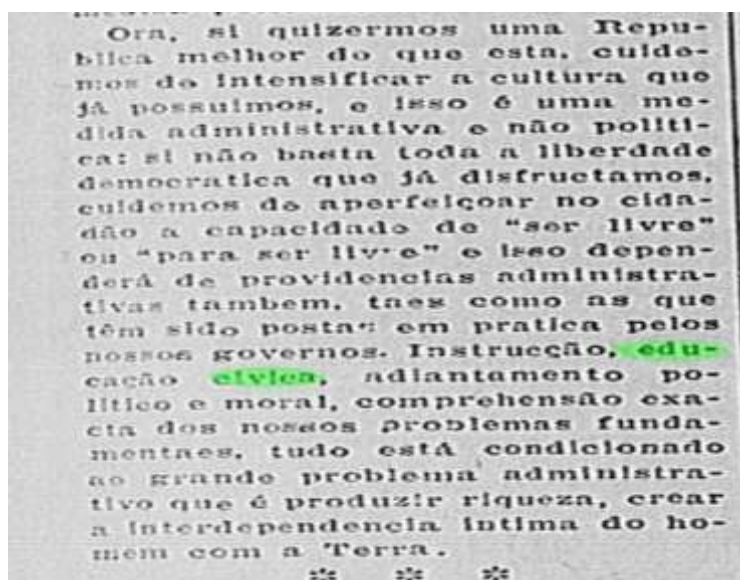 Ora, si quizermos uma Repu-
blica melhor do que esta, cuide-
mos de intensificar a cultura que
já possuimos, e isso é uma me-
dida administrativa e não politi-
ca: si não basta toda a liberdade
democratica que já disfructamos,
cuidemos de aperfeiçoar no cida-
dão a capacidade de "ser livre"
ou "para ser livre" e isso depen-
derá de providencias administra-
tivas tambem, taes como as que
têm sido postas em pratica pelos
nossos governos. Instrucção, edu-
cação civica, adiantamento po-
litico e moral, comprehensão exa-
cta dos nossos problemas funda-
mentaes, tudo está condicionado
ao grande problema administra-
tivo que é produzir riqueza, crear
a interdependencia intima do ho-
mem com a Terra.
* * *